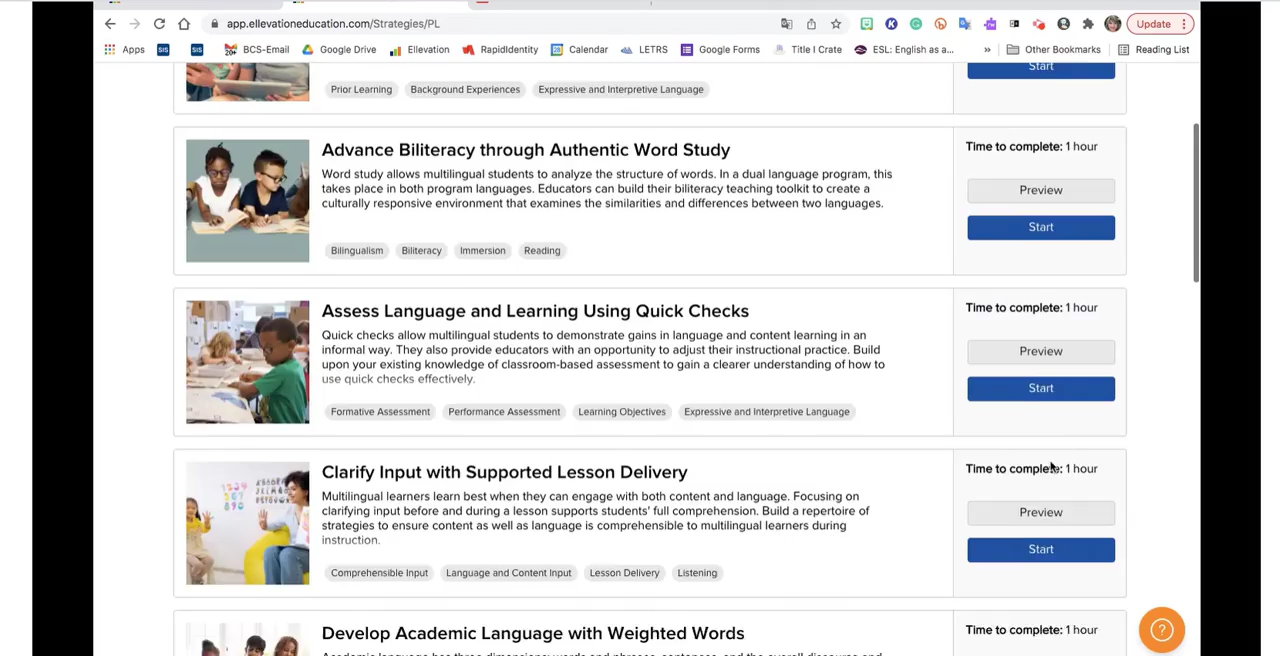 app.ellevationeducation.com/Strategies/PL
Update
Apps
SIS
SIS
BCS-Email
Google Drive
Ellevation
RapidIdentity
Calendar
LETRS
Google Forms
Title I Crate
ESL: English as a...
»
Other Bookmarks
Reading List
Start
Prior Learning
Background Experiences
Expressive and Interpretive Language
Advance Biliteracy through Authentic Word Study
Word study allows multilingual students to analyze the structure of words. In a dual language program, this
takes place in both program languages. Educators can build their biliteracy teaching toolkit to create a
culturally responsive environment that examines the similarities and differences between two languages.
Bilingualism
Biliteracy
Immersion
Reading
Time to complete: 1 hour
Preview
Start
Assess Language and Learning Using Quick Checks
Quick checks allow multilingual students to demonstrate gains in language and content learning in an
informal way. They also provide educators with an opportunity to adjust their instructional practice. Build
upon your existing knowledge of classroom-based assessment to gain a clearer understanding of how to
use quick checks effectively.
Formative Assessment
Performance Assessment
Learning Objectives
Expressive and Interpretive Language
Time to complete: 1 hour
Preview
Start
Clarify Input with Supported Lesson Delivery
Multilingual learners learn best when they can engage with both content and language. Focusing on
clarifying input before and during a lesson supports students' full comprehension. Build a repertoire of
strategies to ensure content as well as language is comprehensible to multilingual learners during
instruction.
Comprehensible Input
Language and Content Input
Lesson Delivery
Listening
Time to complete: 1 hour
Preview
Start
Develop Academic Language with Weighted Words
Time to complete: 1 hour
?